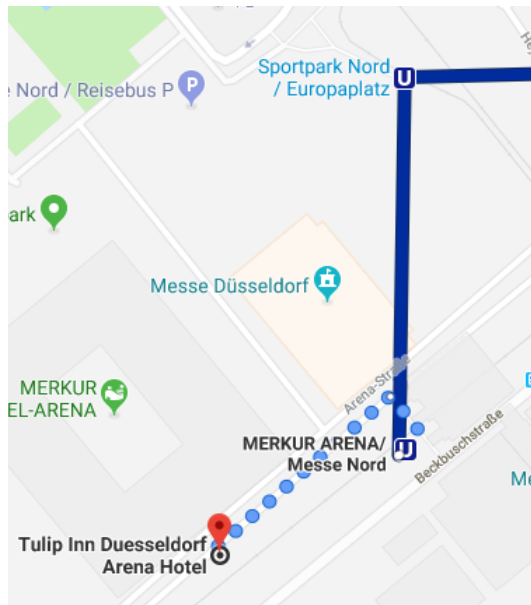 e Nord / Reisebus P
P
Sportpark Nord
/ Europaplatz
U
ark
Messe Düsseldorf
MERKUR
EL-ARENA
Arena-Straße
MERKUR ARENA/
Messe Nord
U
Beckbuschstraße
Me
Tulip Inn Duesseldorf
Arena Hotel